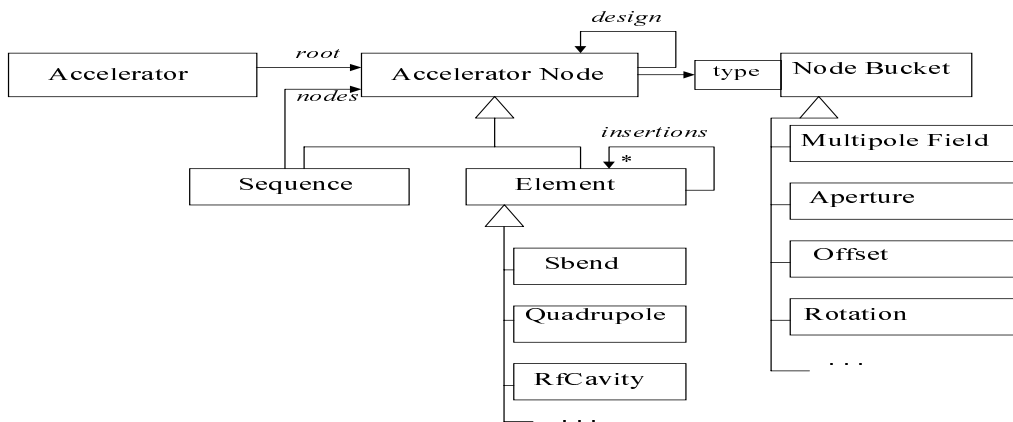 design
root
Accelerator
Accelerator Node
type
Node Bucket
nodes
insertions
*
Multipole Field
Sequence
Element
Aperture
Sbend
Offset
Quadrupole
Rotation
RfCavity
. . .
. . .